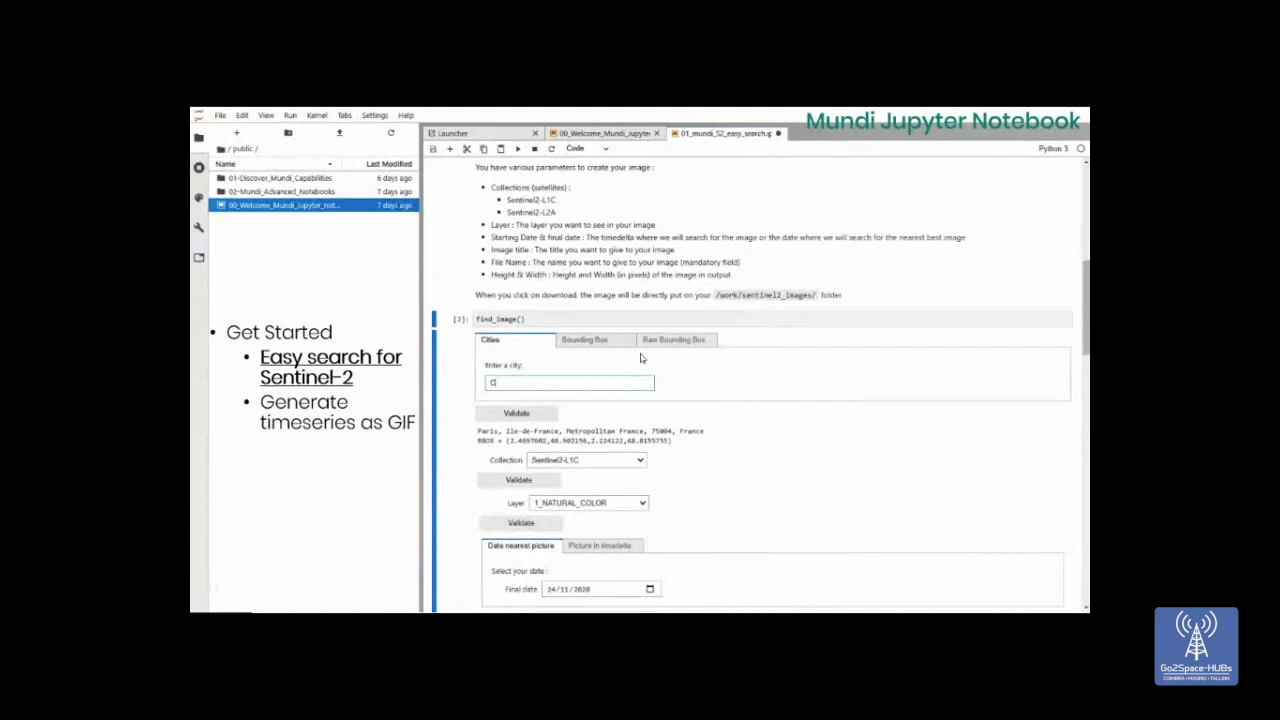 Mundi Jupyter Notebook
File Edit View Run Kernel Tabs Settings Help
Launcher
00_Welcome_Mundi_Jupyte
01_mundi_S2_easy_search.ip
Code
Python 3
/ public /
Name Last Modified
01-Discover_Mundi_Capabilities 6 days ago
02-Mundi_Advanced_Notebooks 7 days ago
00_Welcome_Mundi_Jupyter_not... 7 days ago
• Get Started
• Easy search for
Sentinel-2
• Generate
timeseries as GIF
You have various parameters to create your image :
• Collections (satellites) :
Sentinel2-L1C
Sentinel2-L2A
• Layer : The layer you want to see in your image
• Starting Date & final date : The timedelta where we will search for the image or the date where we will search for the nearest best image
• Image title : The title you want to give to your image
• File Name : The name you want to give to your image (mandatory field)
• Height & Width : Height and Width (in pixels) of the image in output
When you click on download, the image will be directly put on your /work/sentinel2_images/ folder
[2]: find_image()
Cities Bounding Box Raw Bounding Box
Enter a city:
C
Validate
Paris, Ile-de-France, Metropolitan France, 75004, France
BBOX = (2.4697602,48.902156,2.224122,48.8155755)
Collection Sentinel2-L1C
Validate
Layer 1_NATURAL_COLOR
Validate
Date nearest picture Picture in timedelta
Select your date :
Final date 24/11/2020
Go2Space-HUBs
COIMBRA • MADRID • TALLINN